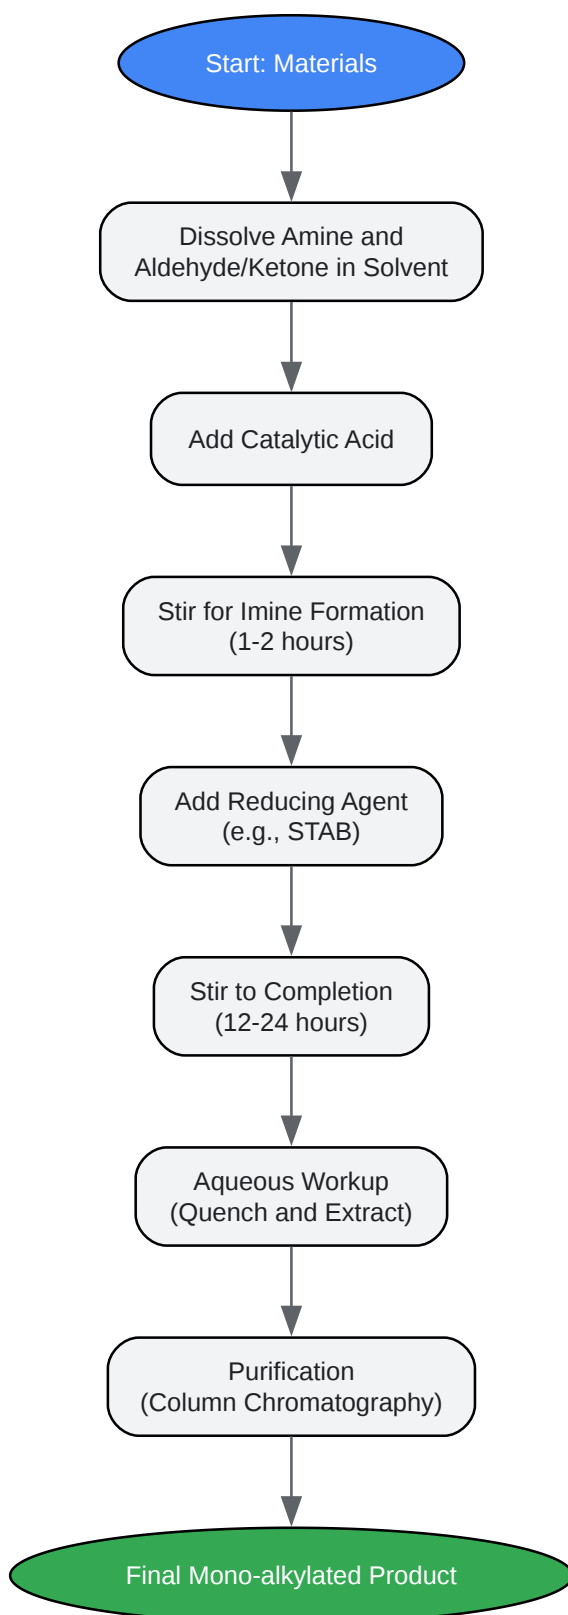 Start: Materials
Dissolve Amine and
Aldehyde/Ketone in Solvent
Add Catalytic Acid
Stir for Imine Formation
(1-2 hours)
Add Reducing Agent
(e.g., STAB)
Stir to Completion
(12-24 hours)
Aqueous Workup
(Quench and Extract)
Purification
(Column Chromatography)
Final Mono-alkylated Product